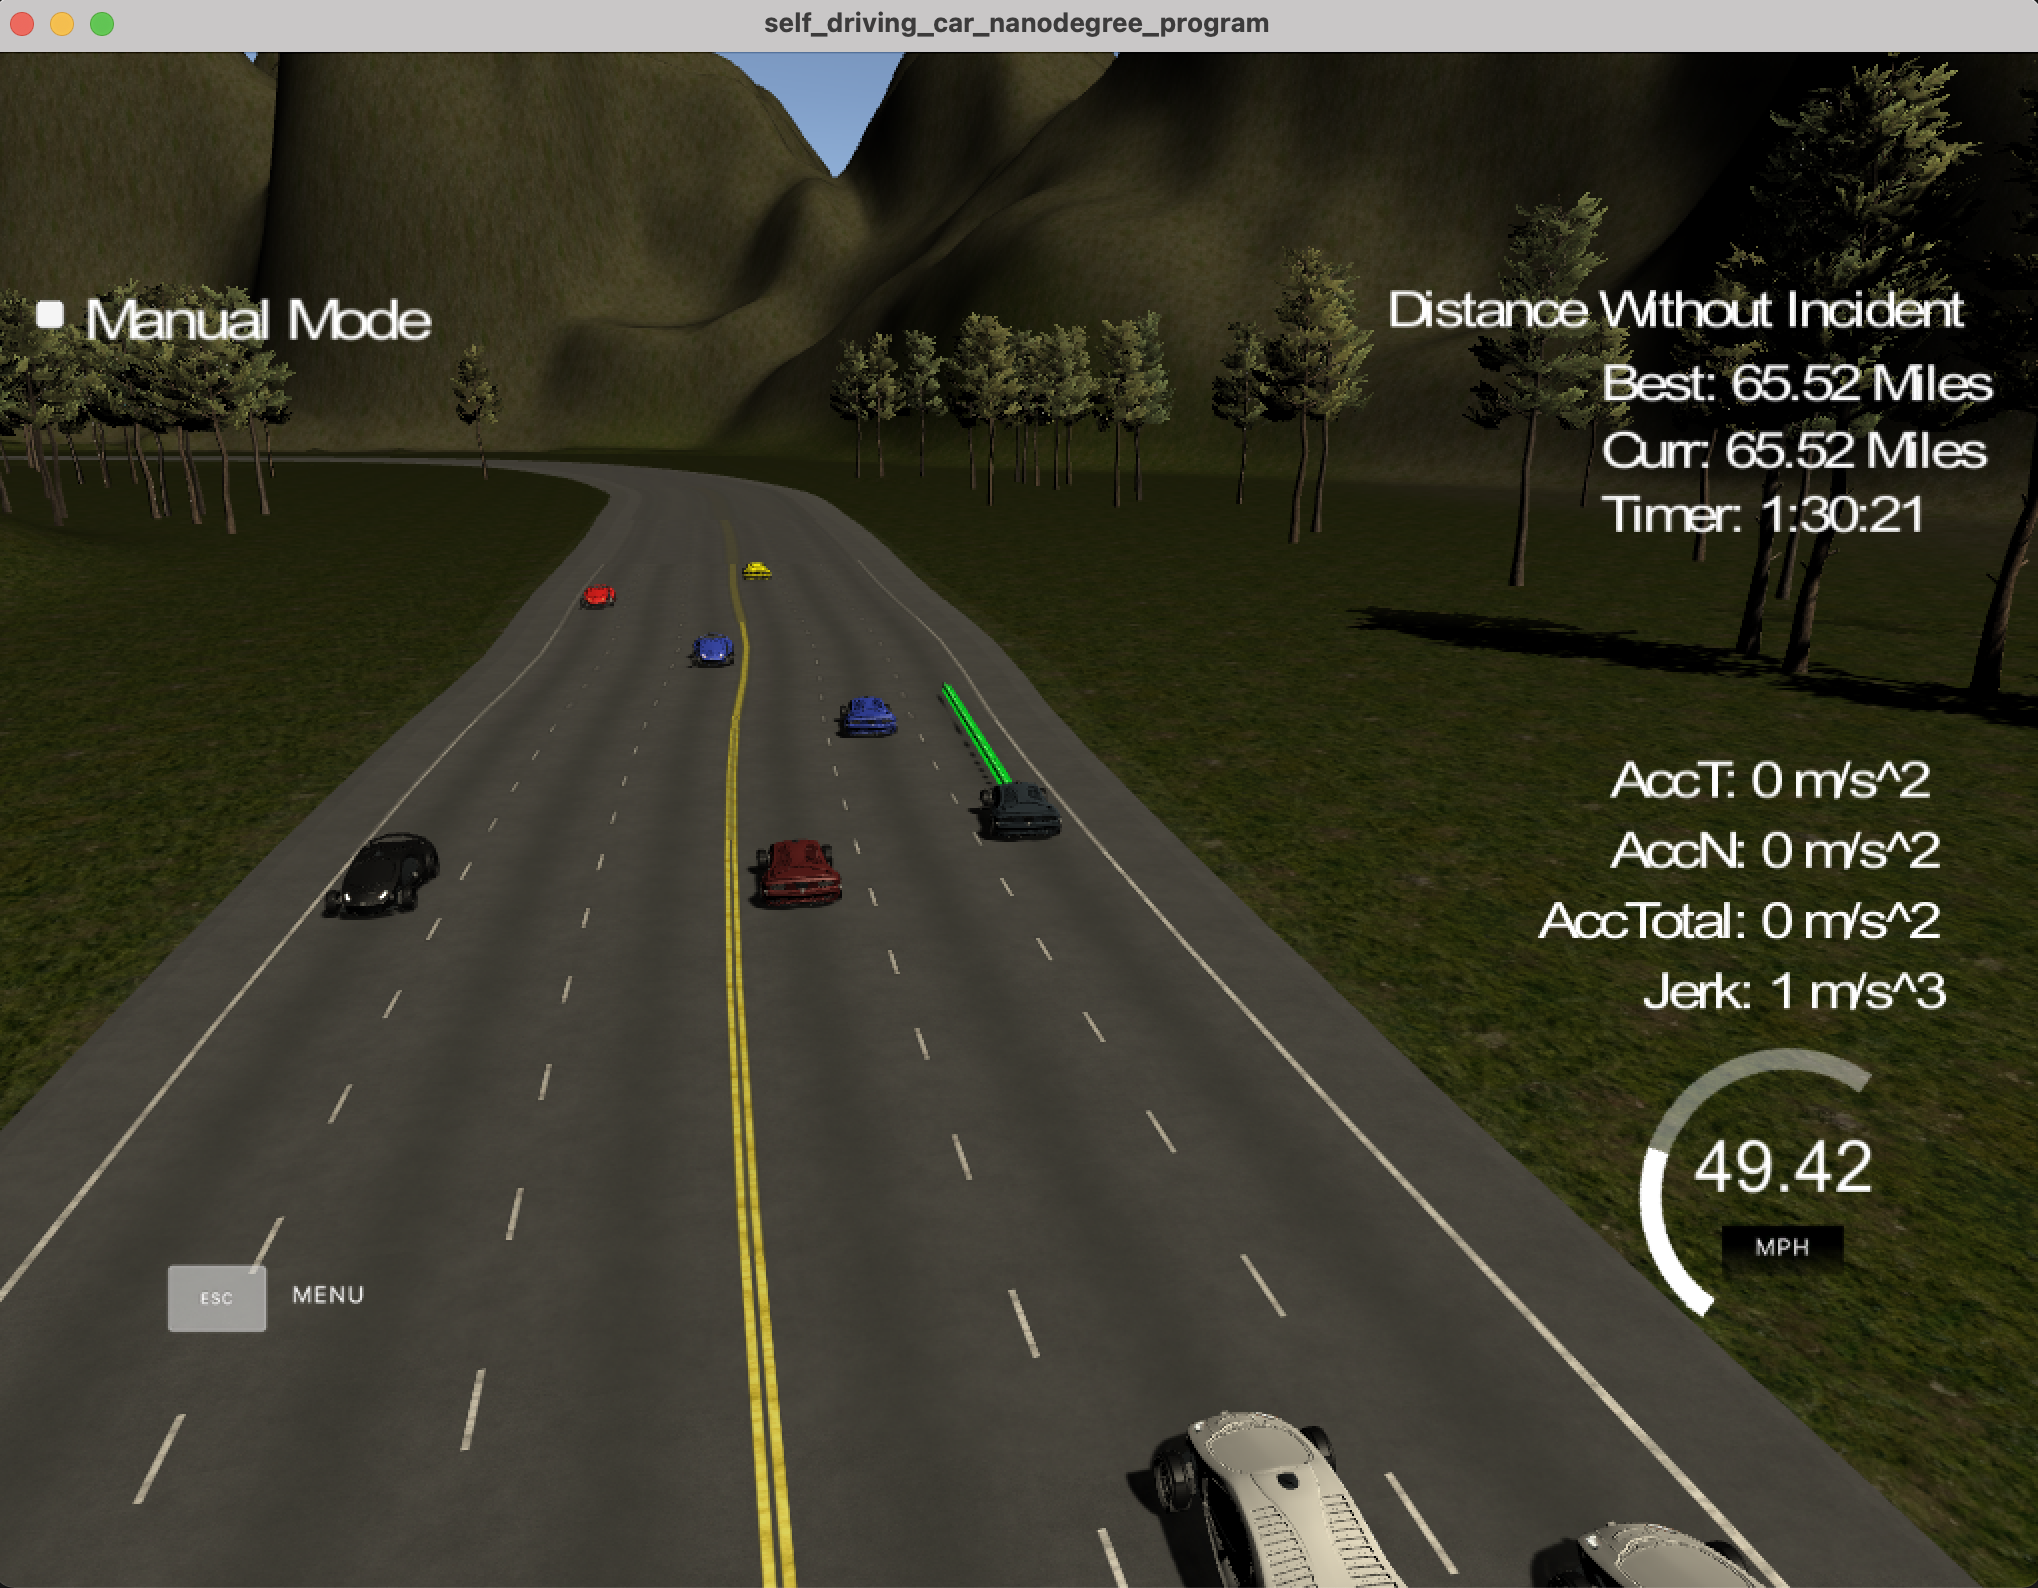 self_driving_car_nanodegree_program
Manual Mode
Distance Without Incident
Best: 65.52 Miles
Curr: 65.52 Miles
Timer: 1:30:21
AccT: 0 m/s^2
AccN: 0 m/s^2
AccTotal: 0 m/s^2
Jerk: 1 m/s^3
49.42
MPH
ESC MENU